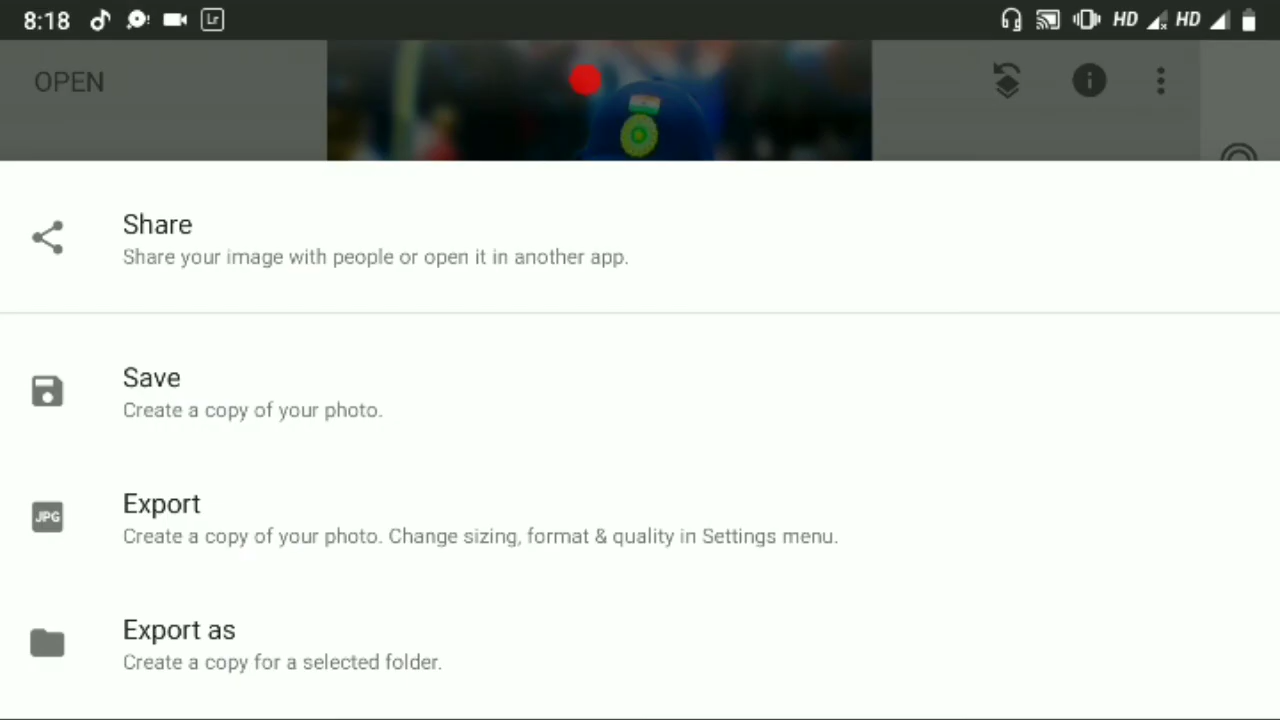 8:18
Lr
HD
HD
OPEN
Share
Share your image with people or open it in another app.
Save
Create a copy of your photo.
JPG
Export
Create a copy of your photo. Change sizing, format & quality in Settings menu.
Export as
Create a copy for a selected folder.